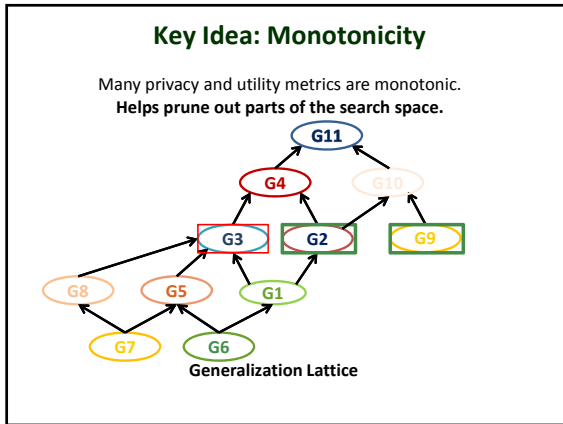 Key Idea: Monotonicity
Many privacy and utility metrics are monotonic.
Helps prune out parts of the search space.
G11
G4 G10
G3 G2 G9
G8 G5 G1
G7 G6
Generalization Lattice